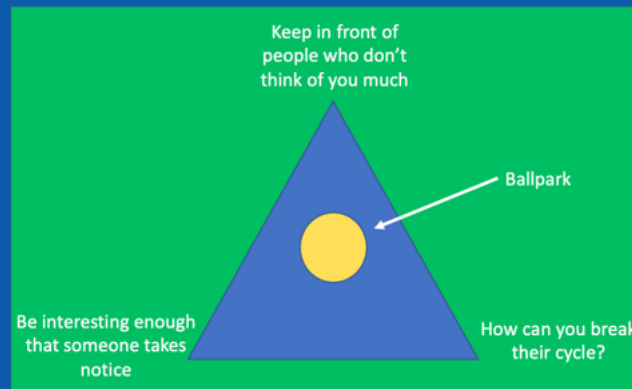 Keep in front of
people who don't
think of you much
Ballpark
Be interesting enough
that someone takes
notice
How can you break
their cycle?